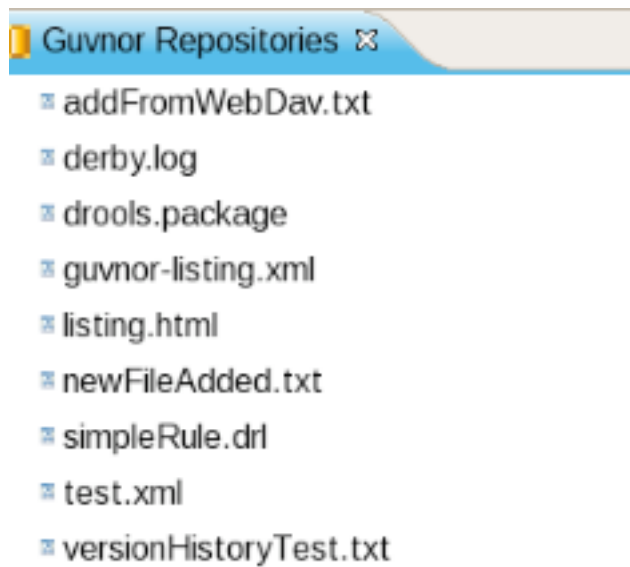 Guvnor Repositories
addFromWebDav.txt
derby.log
drools.package
guvnor-listing.xml
listing.html
newFileAdded.txt
simpleRule.drl
test.xml
versionHistoryTest.txt